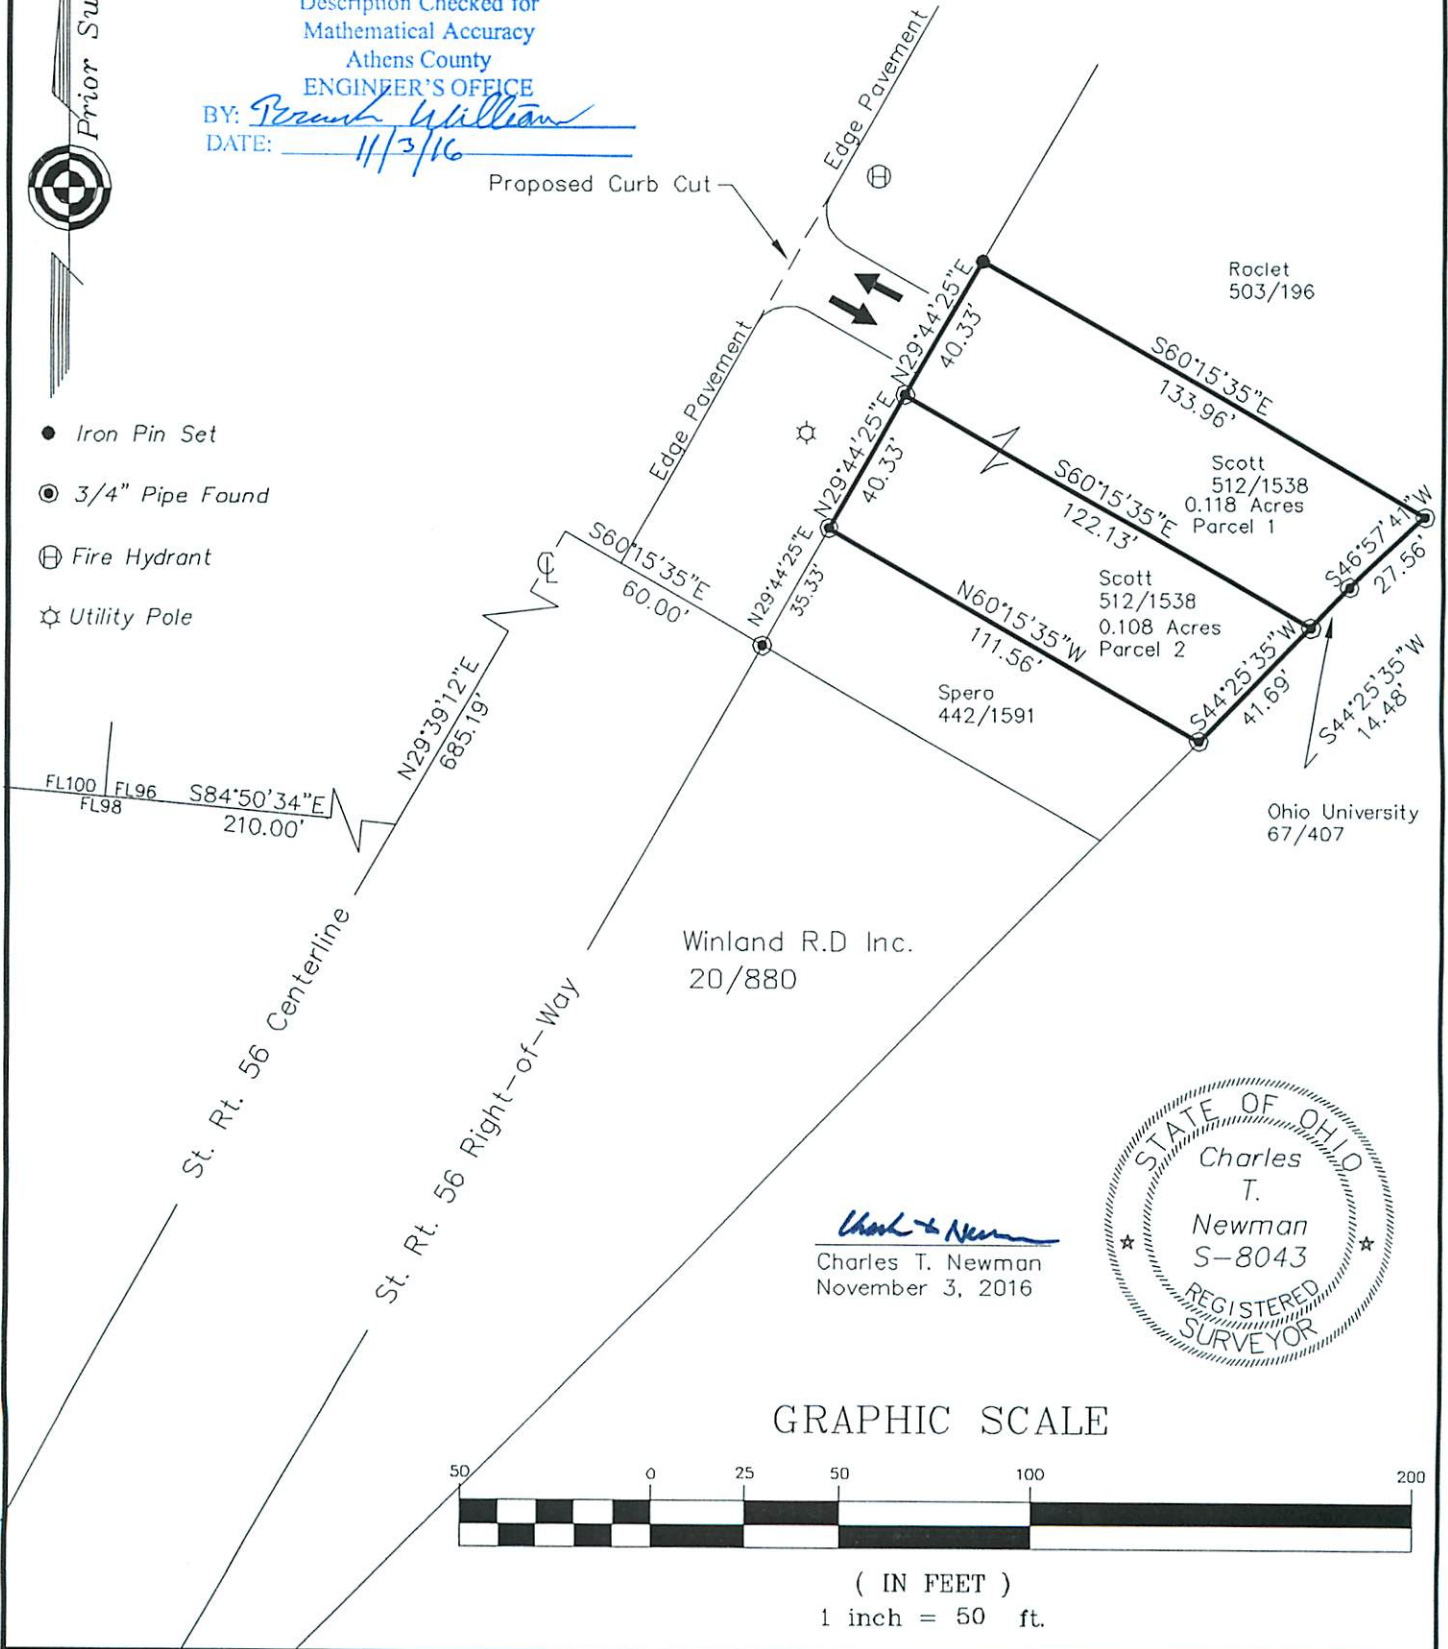 Prior Su
Description Checked for
Mathematical Accuracy
Athens County
ENGINEER'S OFFICE
BY:
DATE: 11/3/16
Proposed Curb Cut
Edge Pavement
Edge Pavement
Iron Pin Set
3/4" Pipe Found
Fire Hydrant
Utility Pole
Roclet
503/196
N29°44'25"E
40.33'
S60°15'35"E
133.96'
N29°44'25"E
40.33'
S60°15'35"E
122.13'
Scott
512/1538
0.118 Acres
Parcel 1
S46°57'41"W
27.56'
S60°15'35"E
60.00'
N29°44'25"E
35.33'
N60°15'35"W
111.56'
Scott
512/1538
0.108 Acres
Parcel 2
S44°25'35"W
41.69'
S44°25'35"W
14.48'
Spero
442/1591
Ohio University
67/407
CL
N29°39'12"E
685.19'
FL100 FL96
FL98
S84°50'34"E
210.00'
Winland R.D Inc.
20/880
St. Rt. 56 Centerline
St. Rt. 56 Right-of-Way
Charles T. Newman
November 3, 2016
STATE OF OHIO
Charles
T.
Newman
S-8043
REGISTERED
SURVEYOR
GRAPHIC SCALE
50 0 25 50 100 200
( IN FEET )
1 inch = 50 ft.